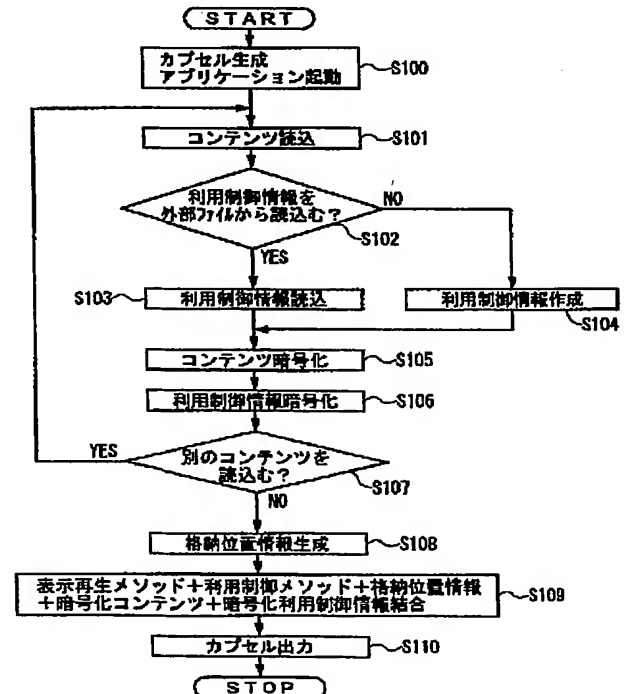 START
カプセル生成
アプリケーション起動
S100
コンテンツ読込
S101
利用制御情報を
外部ファイルから読込む？
NO
S102
YES
S103
利用制御情報読込
利用制御情報作成
S104
コンテンツ暗号化
S105
利用制御情報暗号化
S106
YES
別のコンテンツを
読込む？
S107
NO
格納位置情報生成
S108
表示再生メソッド＋利用制御メソッド＋格納位置情報
＋暗号化コンテンツ＋暗号化利用制御情報結合
S109
カプセル出力
S110
STOP